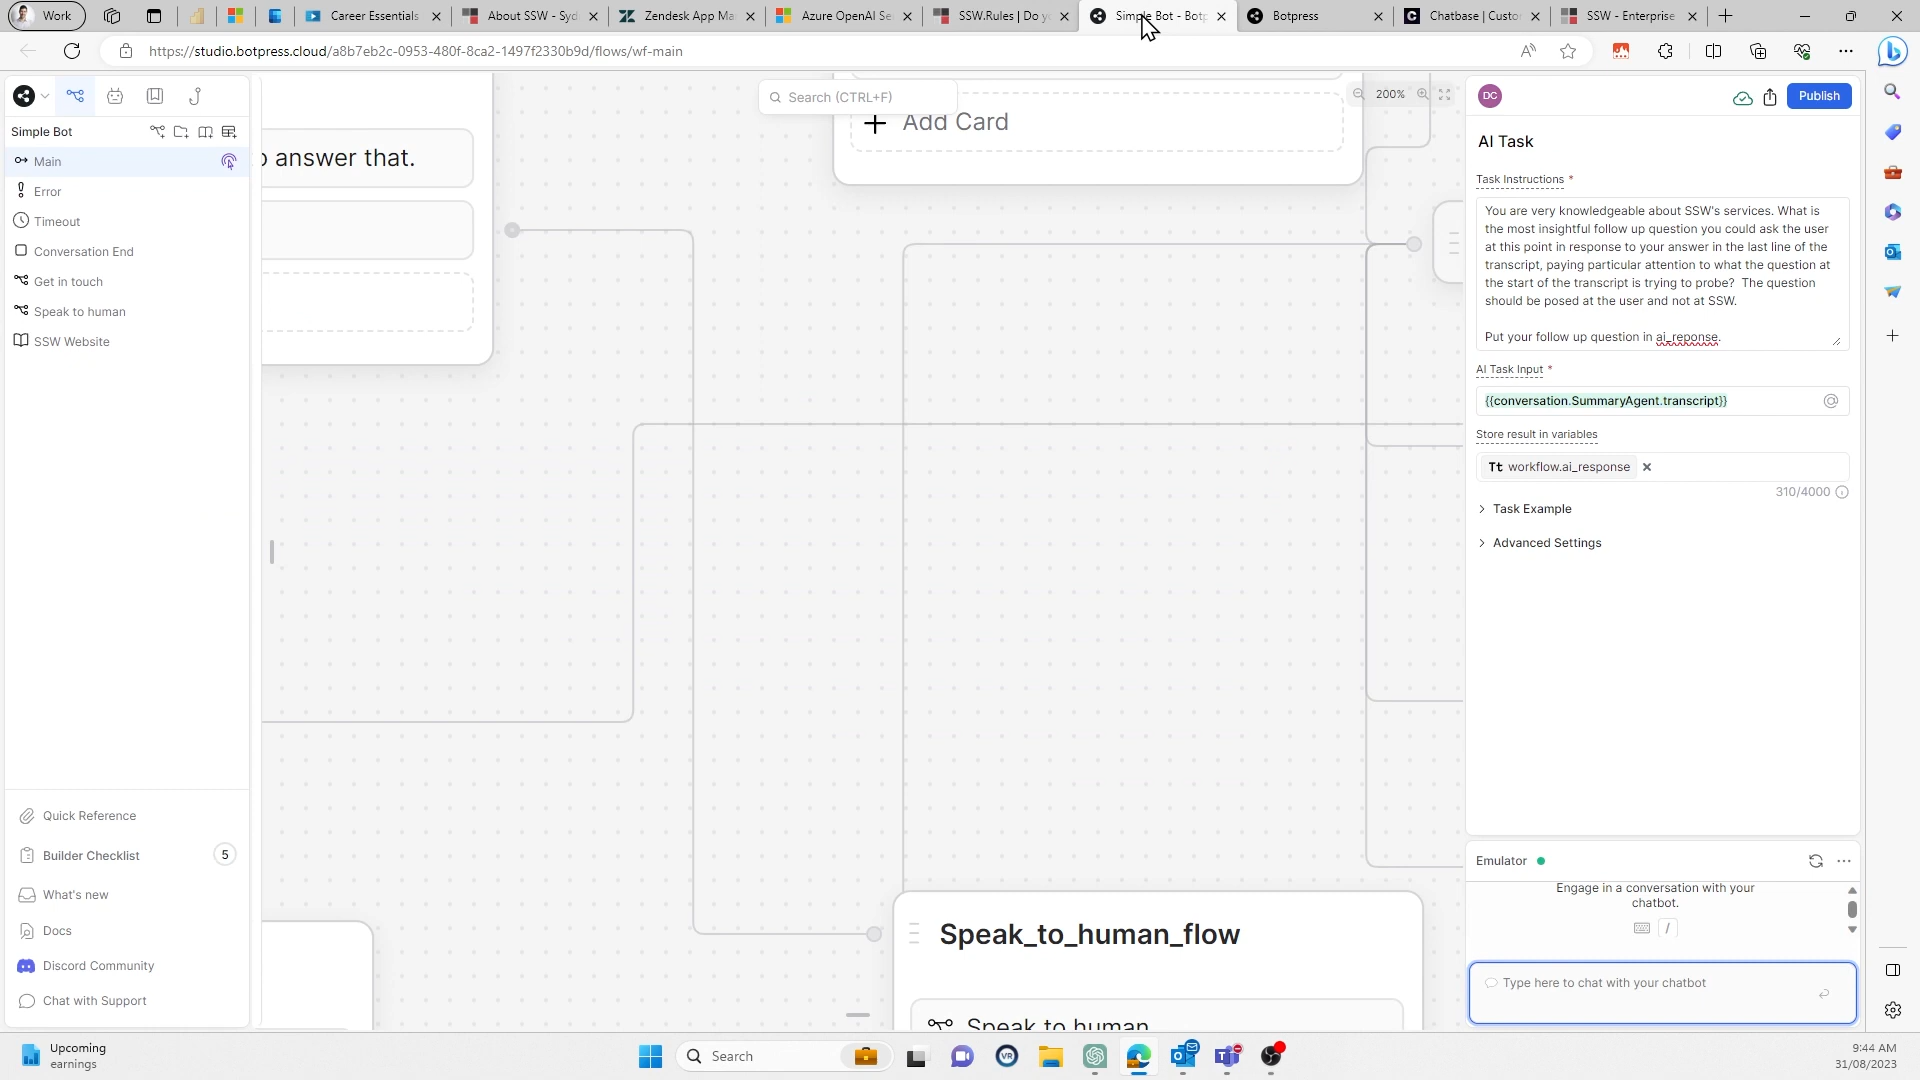 Work
Career Essentials
About SSW - Syd
Zendesk App Ma
Azure OpenAI Se
SSW.Rules | Do y
Simple Bot - Botp
Botpress
Chatbase | Custo
SSW - Enterprise
https://studio.botpress.cloud/a8b7eb2c-0953-480f-8ca2-1497f2330b9d/flows/wf-main
Simple Bot
Main
Error
Timeout
Conversation End
Get in touch
Speak to human
SSW Website
Quick Reference
Builder Checklist 5
What's new
Docs
Discord Community
Chat with Support
answer that.
Search (CTRL+F)
Add Card
200%
Speak_to_human_flow
Speak to human
DC
Publish
AI Task
Task Instructions *
You are very knowledgeable about SSW's services. What is
the most insightful follow up question you could ask the user
at this point in response to your answer in the last line of the
transcript, paying particular attention to what the question at
the start of the transcript is trying to probe? The question
should be posed at the user and not at SSW.
Put your follow up question in ai_reponse.
AI Task Input *
{{conversation.SummaryAgent.transcript}}
Store result in variables
Tt workflow.ai_response
310/4000
Task Example
Advanced Settings
Emulator
Engage in a conversation with your
chatbot.
/
Type here to chat with your chatbot
Upcoming
earnings
Search
VR
9:44 AM
31/08/2023